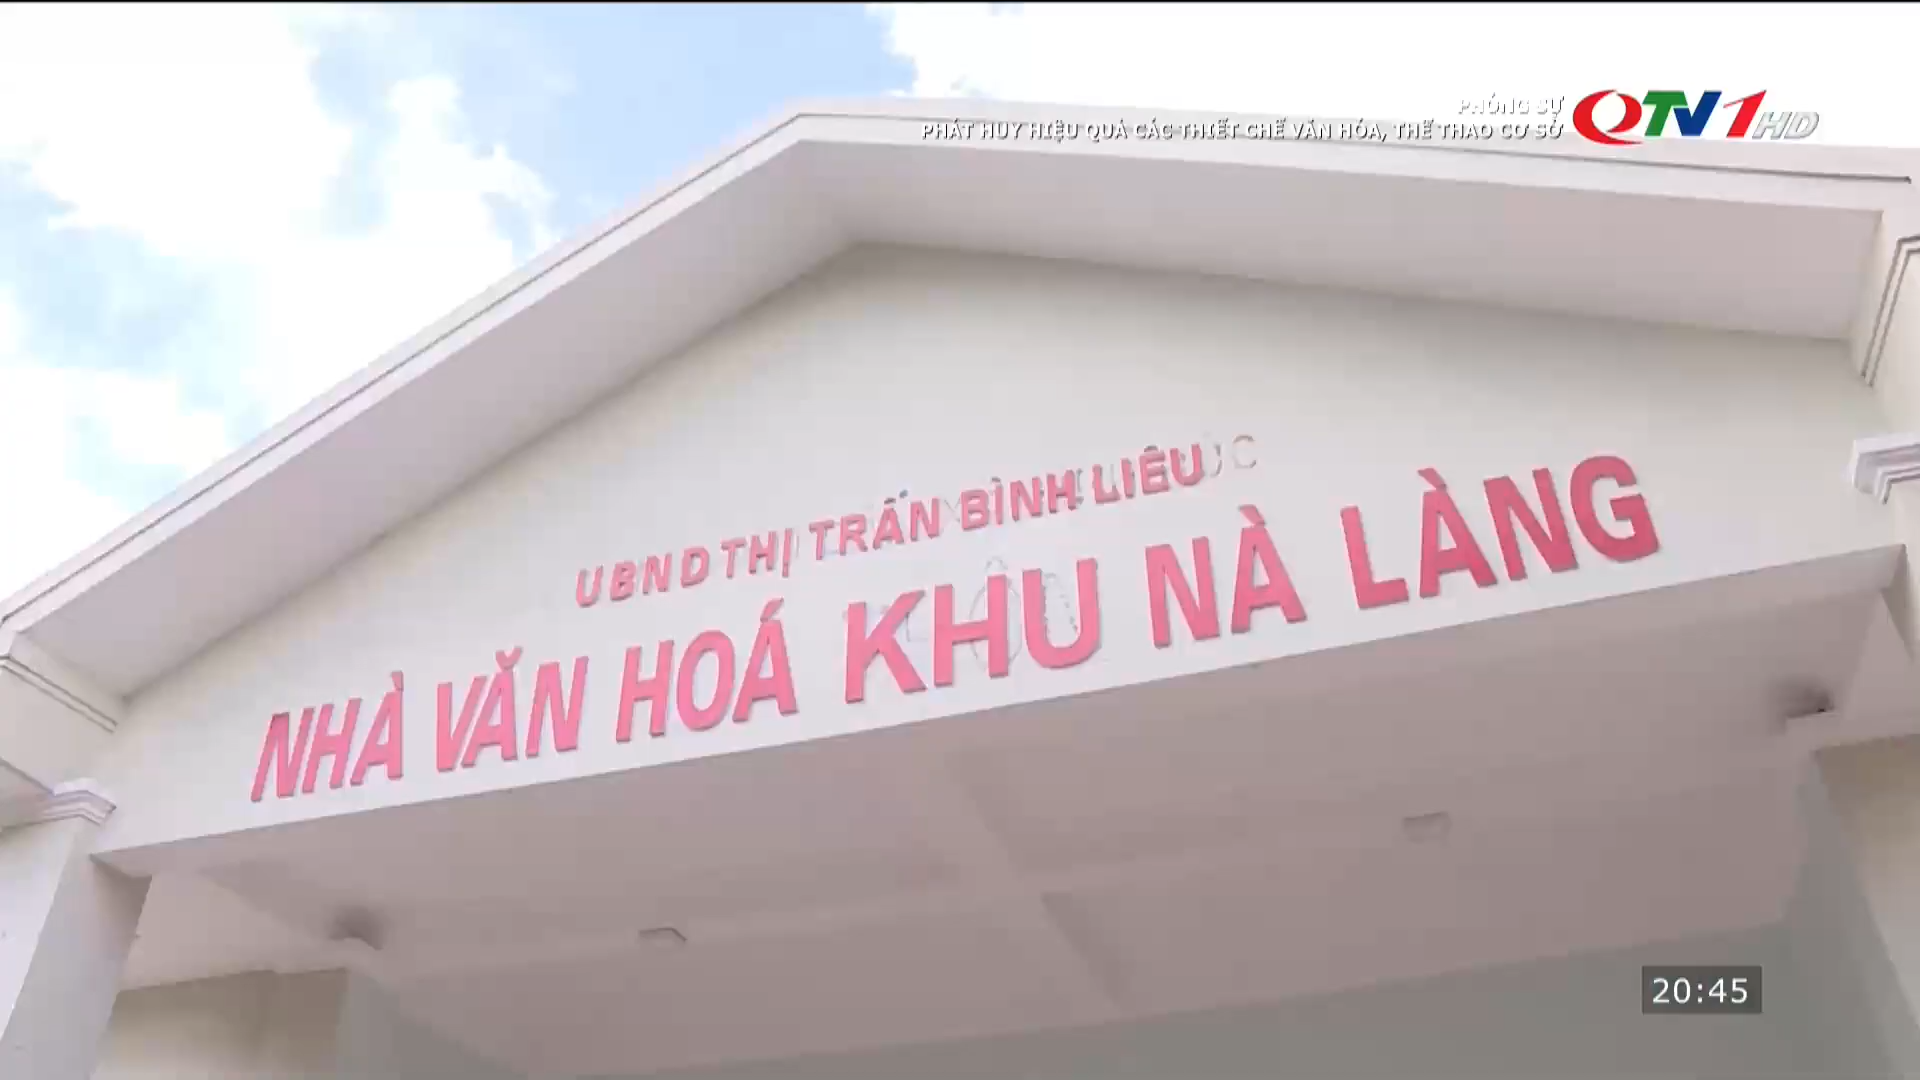 PHÓNG SỰ
PHÁT HUY HIỆU QUẢ CÁC THIẾT CHẾ VĂN HÓA, THỂ THAO CƠ SỞ
QTV1HD
UBND THỊ TRẤN BÌNH LIÊU
NHÀ VĂN HOÁ KHU NÀ LÀNG
20:45